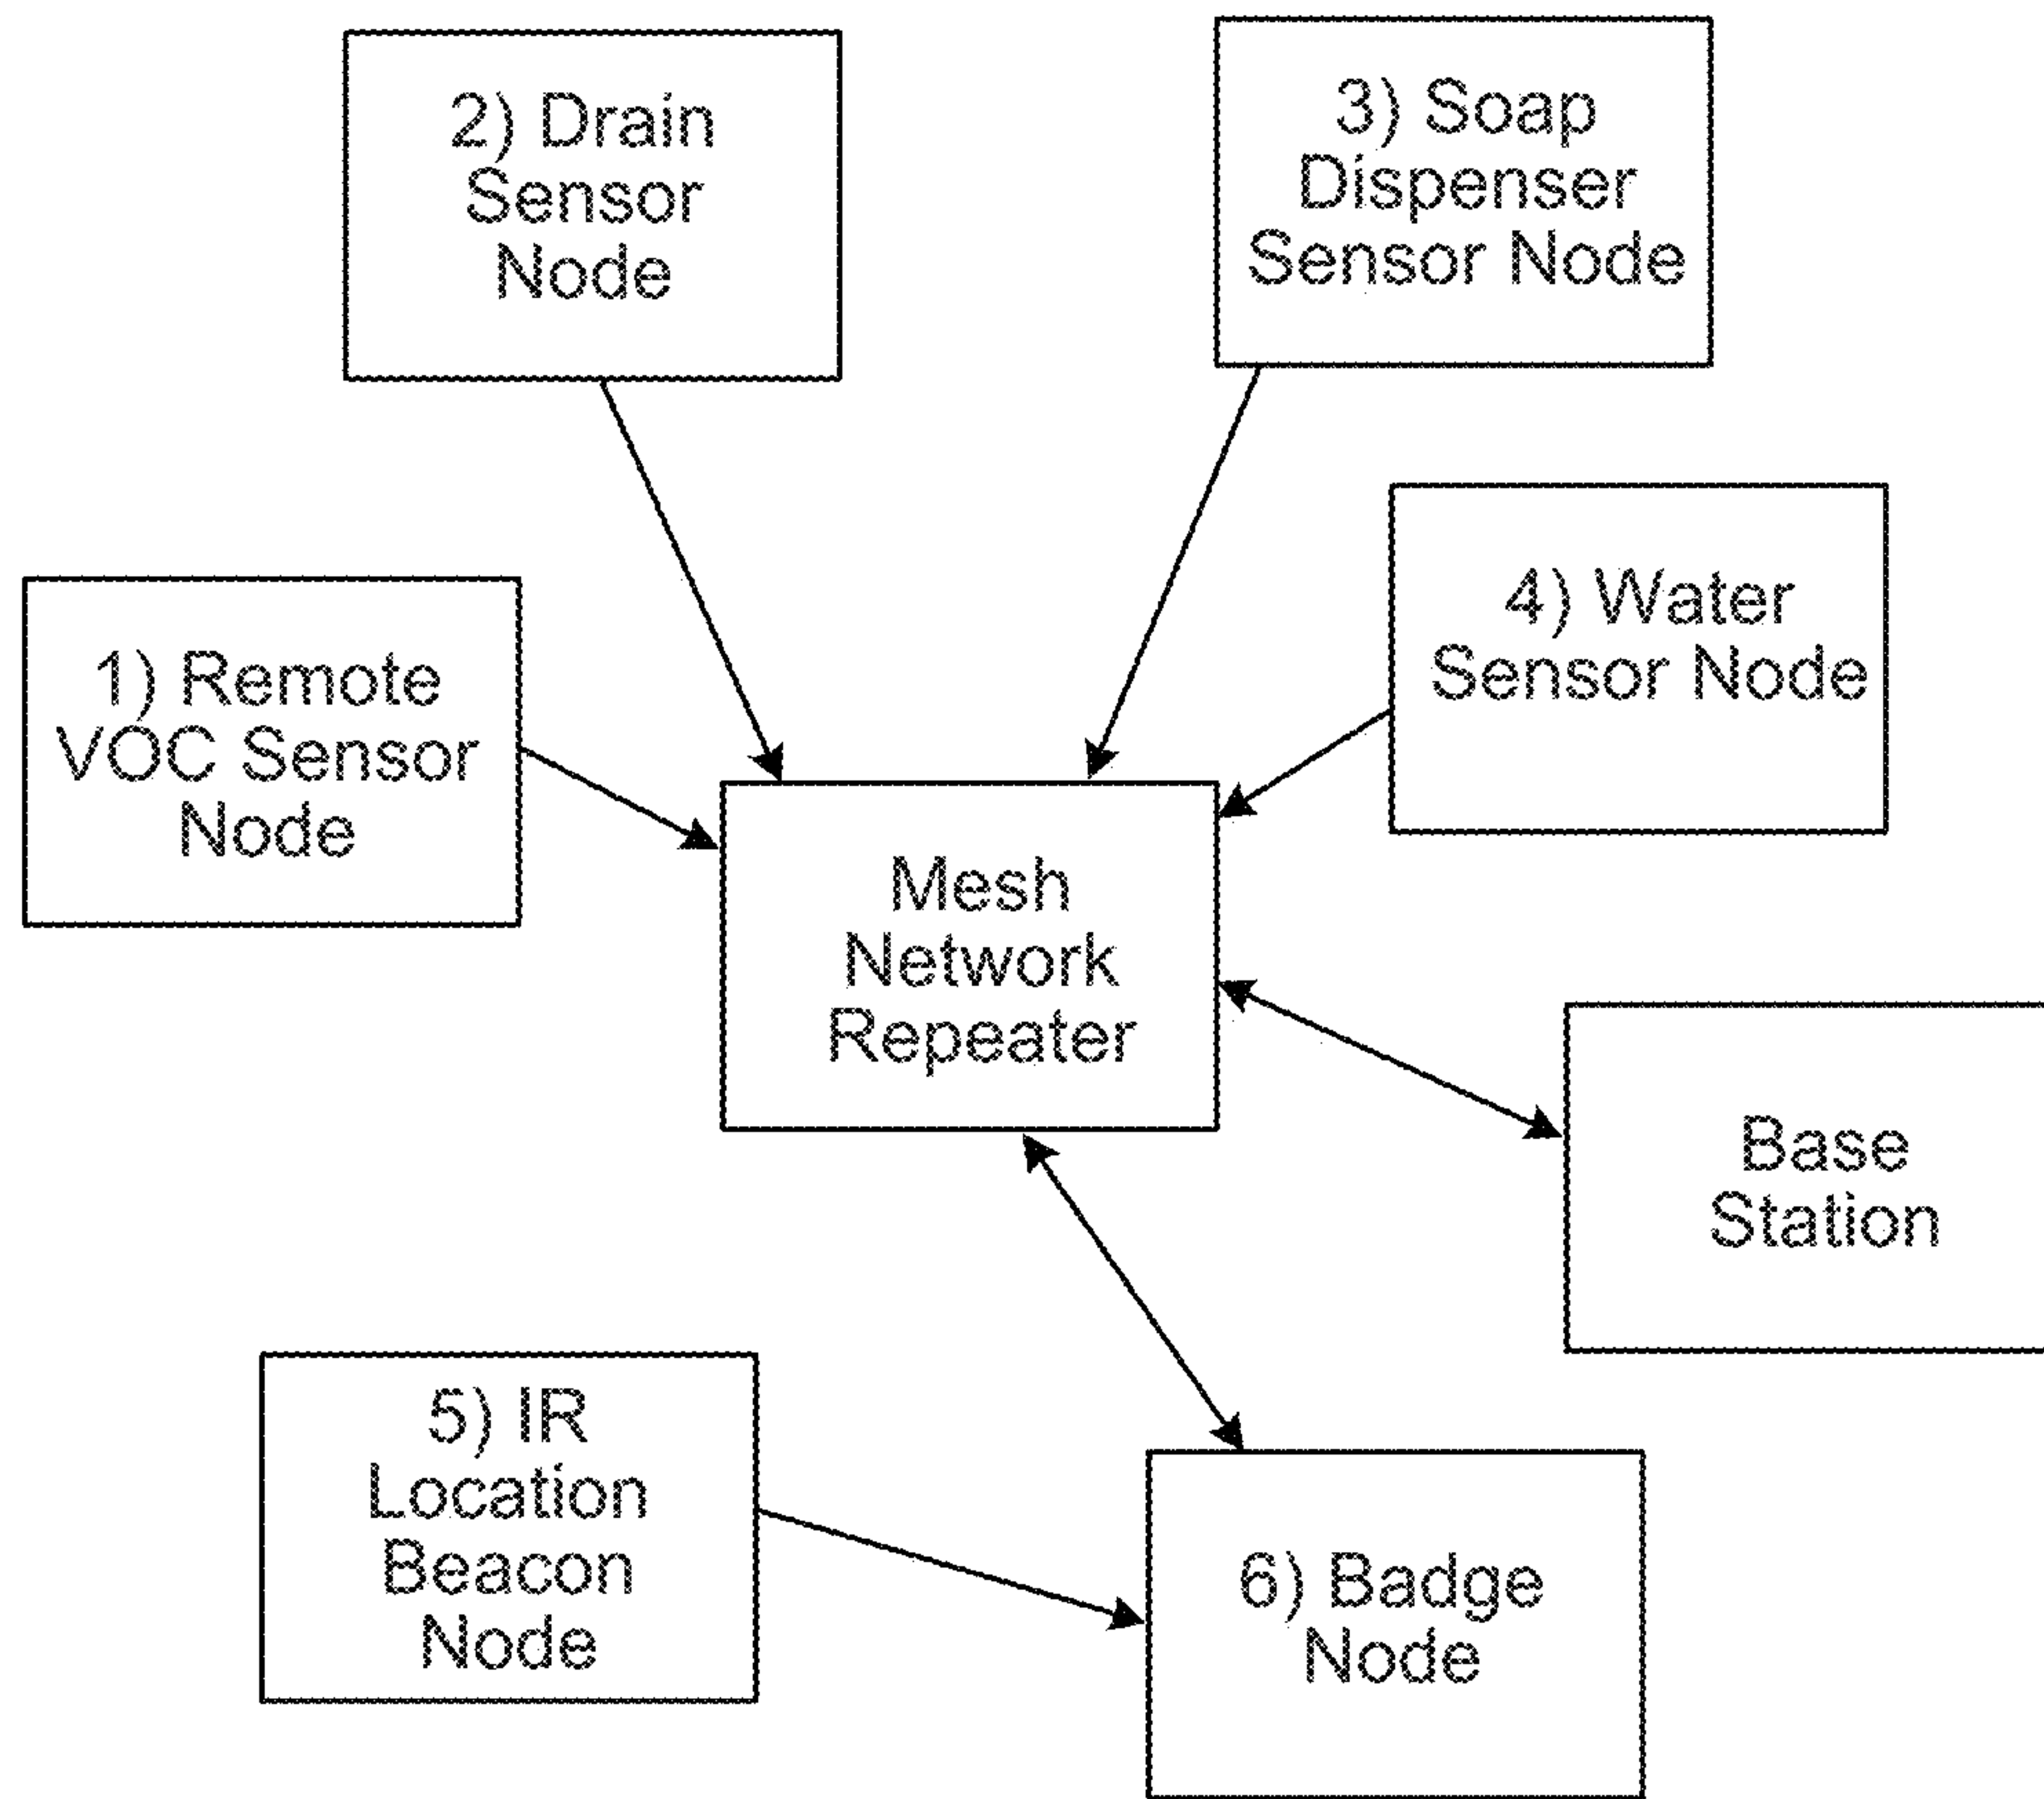 2) Drain
Sensor
Node
3) Soap
Dispenser
Sensor Node
1) Remote
VOC Sensor
Node
4) Water
Sensor Node
Mesh
Network
Repeater
Base
Station
5) IR
Location
Beacon
Node
6) Badge
Node